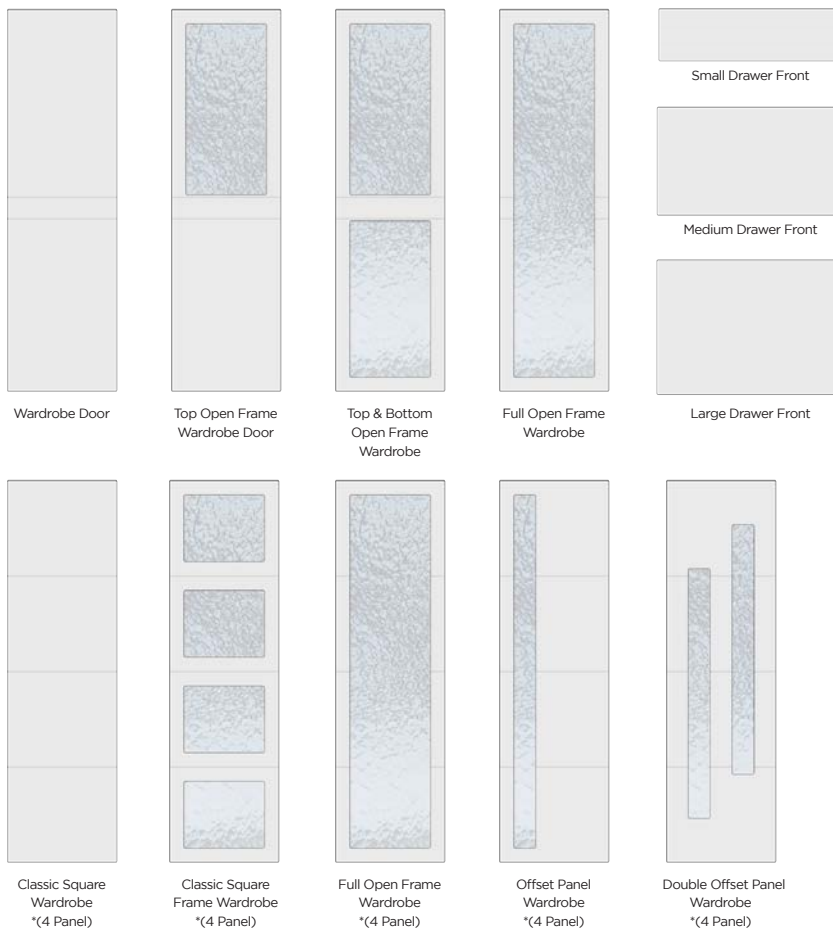 Small Drawer Front
Medium Drawer Front
Wardrobe Door
Top Open Frame
Wardrobe Door
Top & Bottom
Open Frame
Wardrobe
Full Open Frame
Wardrobe
Large Drawer Front
Classic Square
Wardrobe
*(4 Panel)
Classic Square
Frame Wardrobe
*(4 Panel)
Full Open Frame
Wardrobe
*(4 Panel)
Offset Panel
Wardrobe
*(4 Panel)
Double Offset Panel
Wardrobe
*(4 Panel)